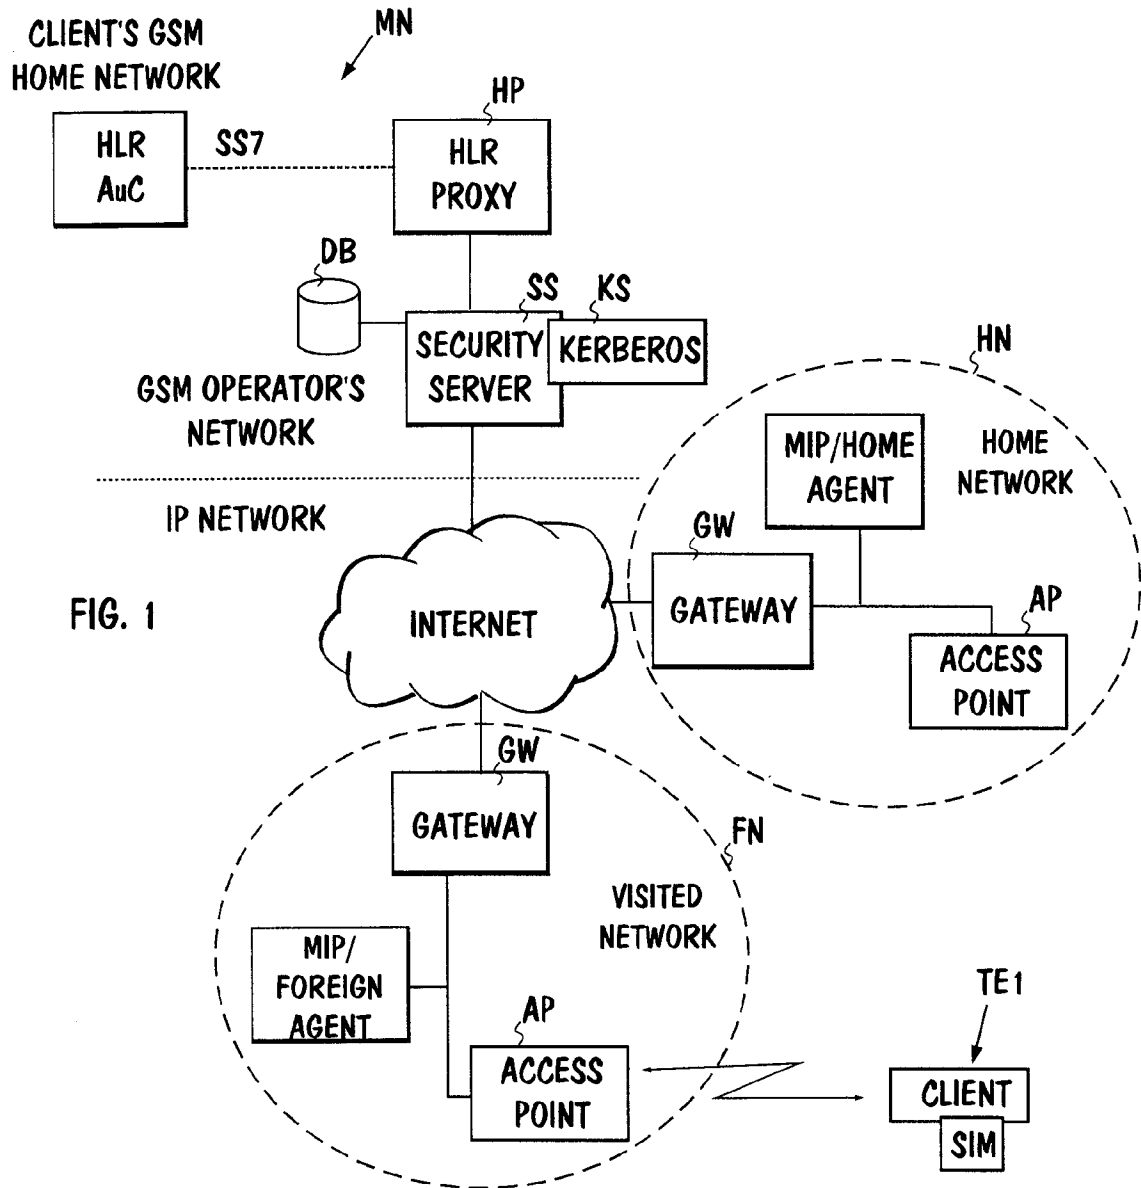 CLIENT'S GSM
HOME NETWORK
MN
HP
HLR
AuC
SS7
HLR
PROXY
DB
SS
KS
SECURITY
SERVER
KERBEROS
GSM OPERATOR'S
NETWORK
IP NETWORK
HN
MIP/HOME
AGENT
HOME
NETWORK
GW
GATEWAY
AP
ACCESS
POINT
FIG. 1
INTERNET
GW
GATEWAY
FN
VISITED
NETWORK
MIP/
FOREIGN
AGENT
AP
ACCESS
POINT
TE1
CLIENT
SIM